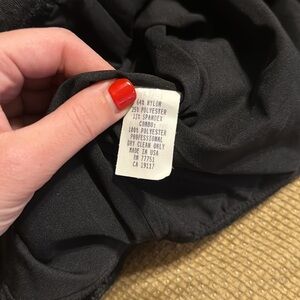 64% NYLON
25% POLYESTER
11% SPANDEX
COMBO:
100% POLYESTER
PROFESSIONAL
DRY CLEAN ONLY
MADE IN USA
RN 77751
CA 19117